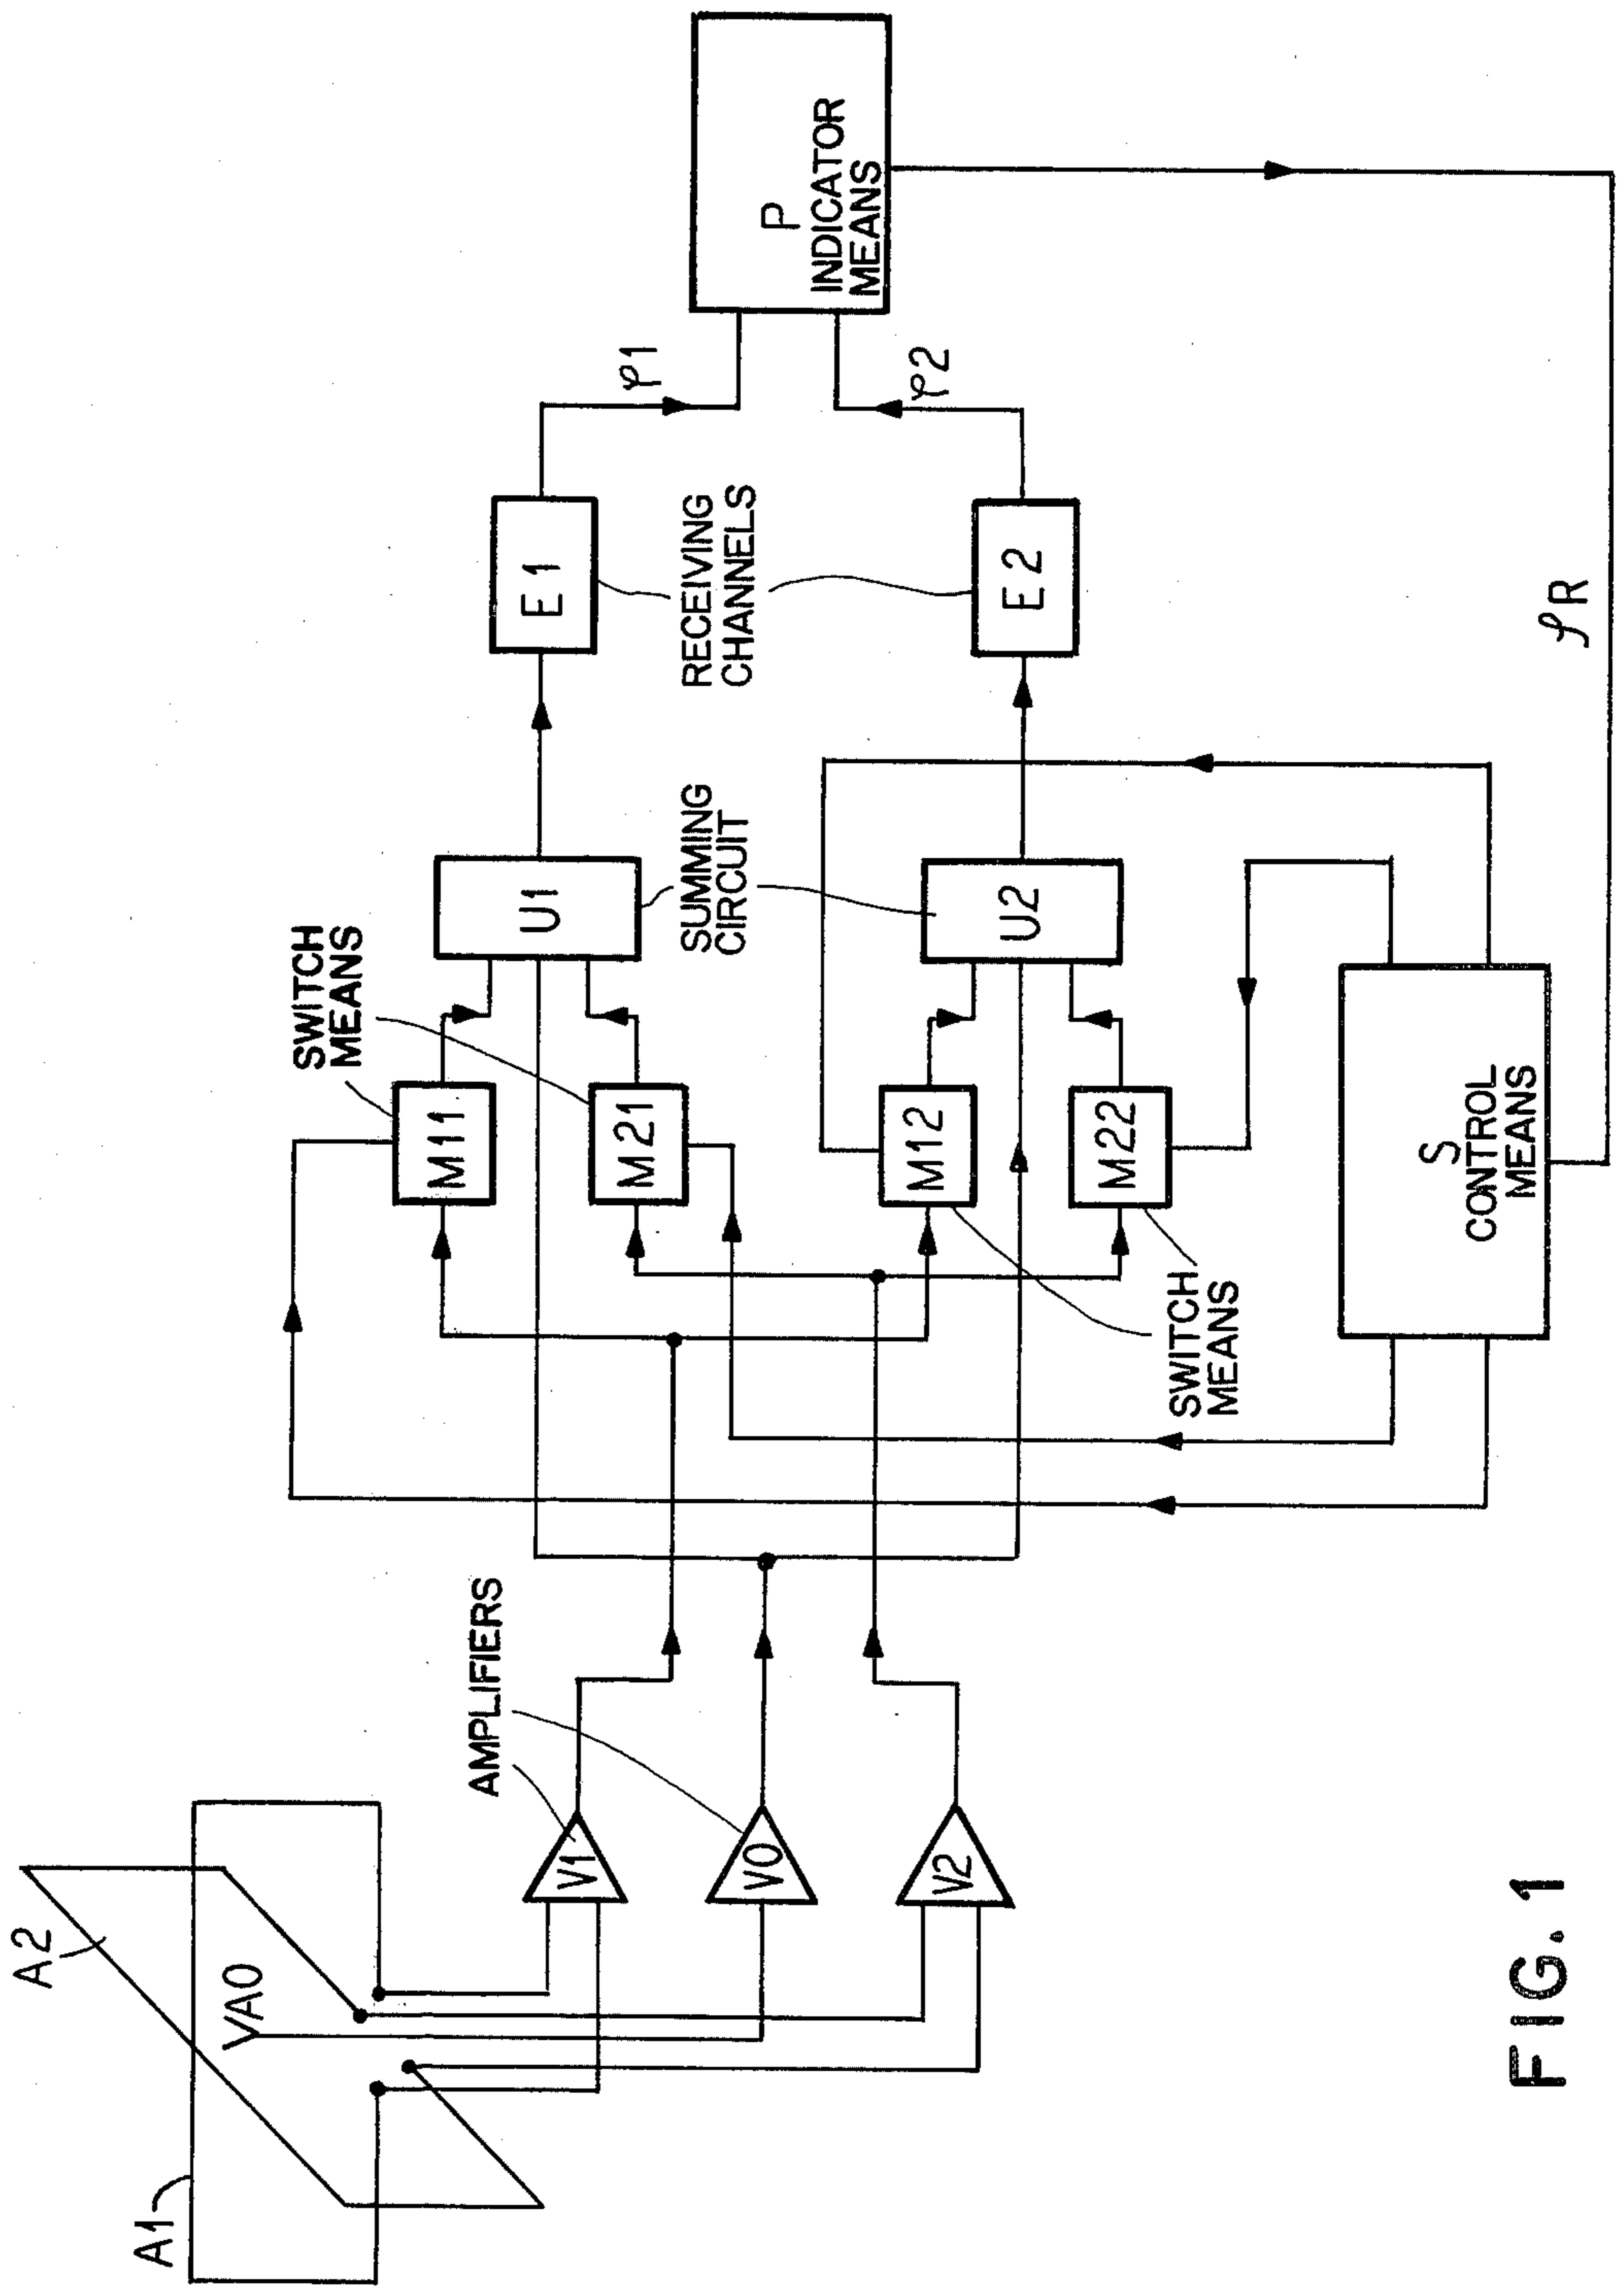 A1
A2
VA0
AMPLIFIERS
V1
V0
V2
SWITCH
MEANS
M11
M21
M12
M22
SWITCH
MEANS
U1
SUMMING
CIRCUIT
U2
S
CONTROL
MEANS
E1
RECEIVING
CHANNELS
E2
φ1
φ2
P
INDICATOR
MEANS
φR
FIG. 1